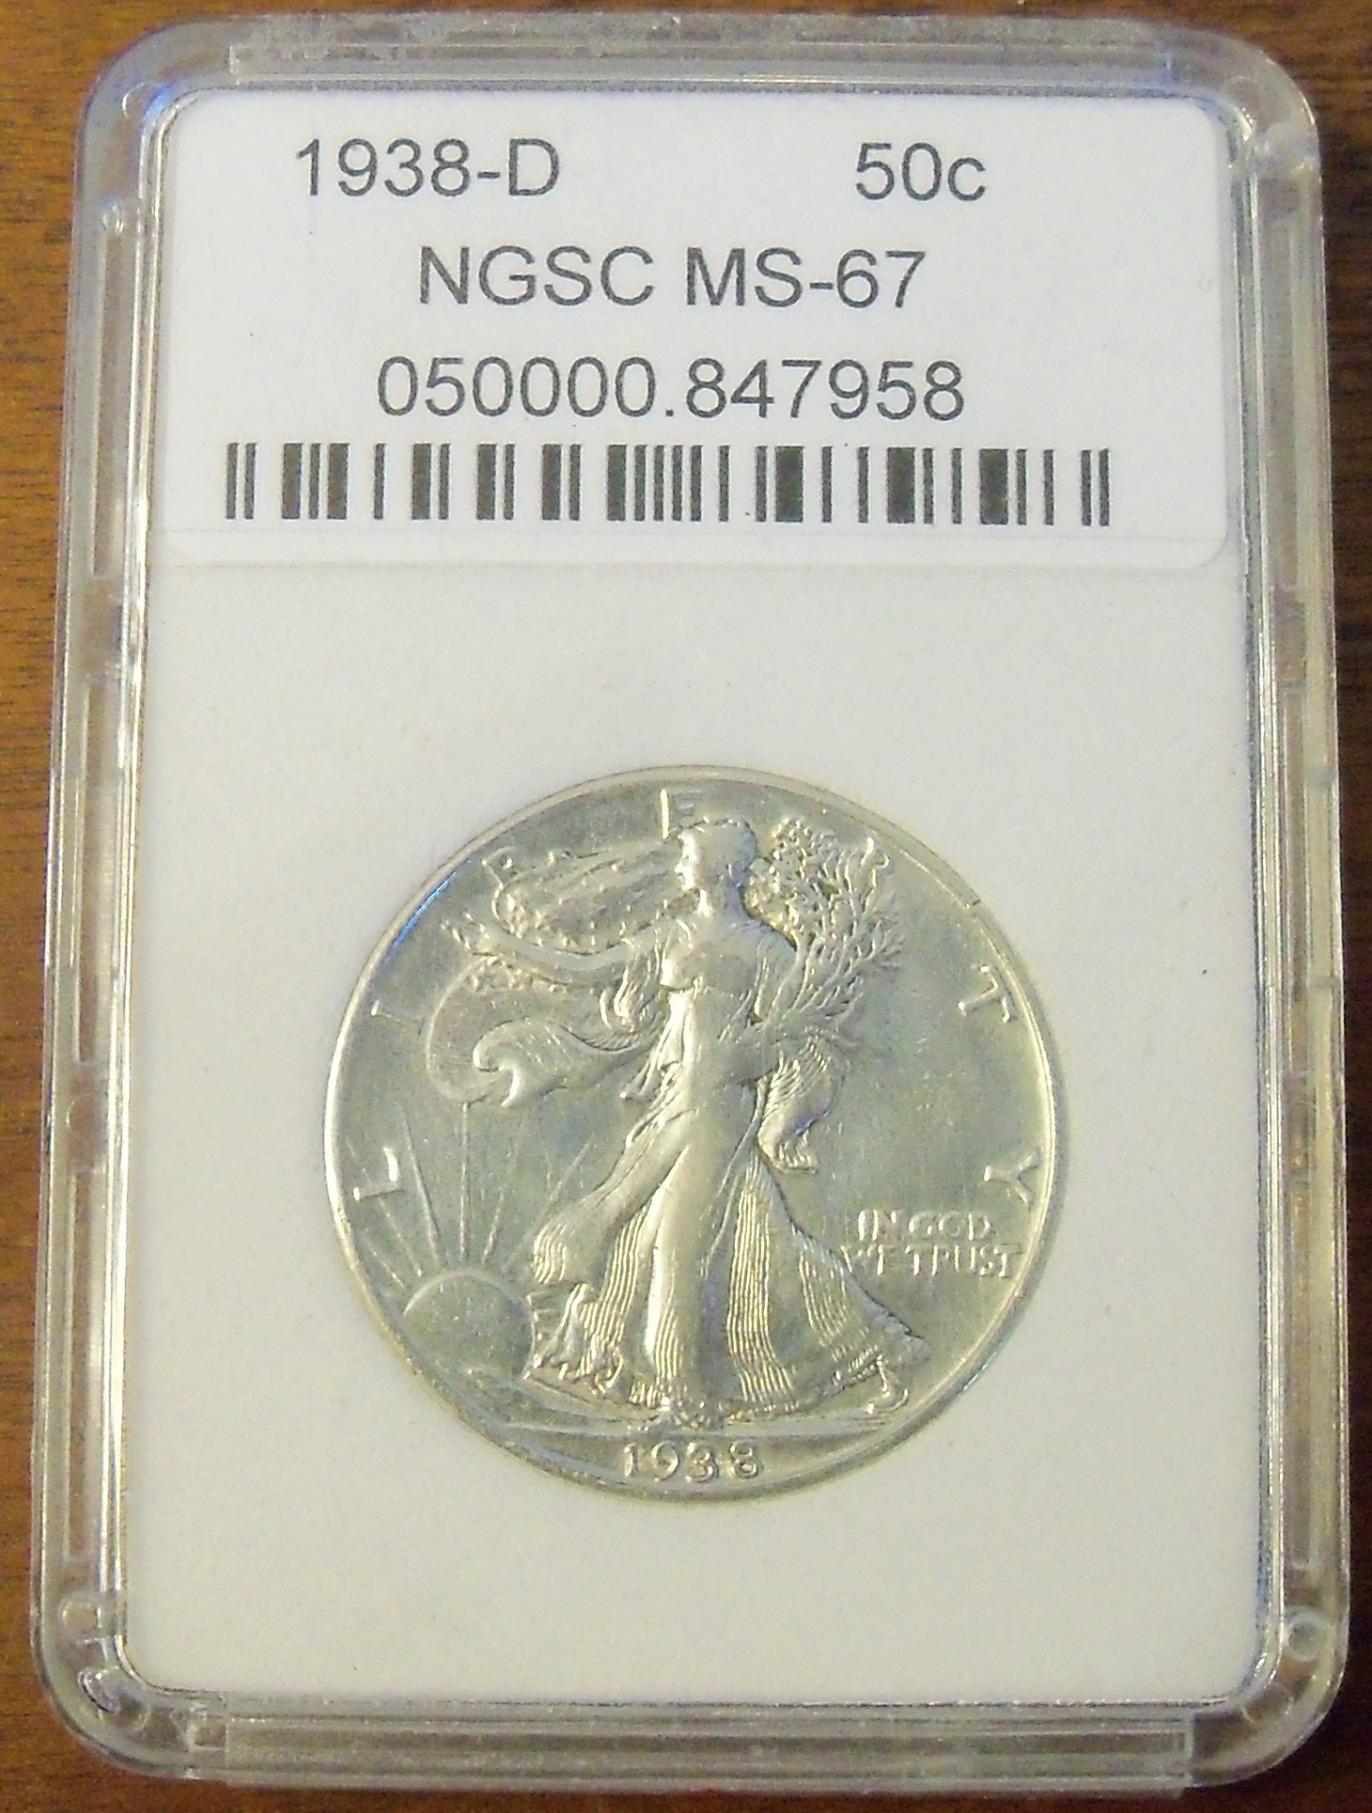 1938-D 50c
NGSC MS-67
050000.847958
LIBERTY
IN GOD
WE TRUST
1938